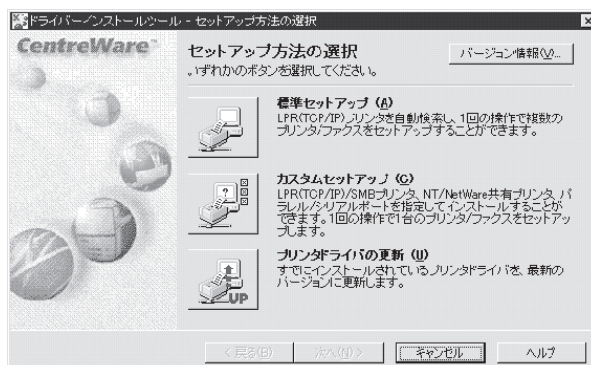 ドライバーインストールツール - セットアップ方法の選択
CentreWare™
セットアップ方法の選択
いずれかのボタンを選択してください。
バージョン情報(V)...
標準セットアップ (A)
LPR(TCP/IP)プリンタを自動検索し、1回の操作で複数の
プリンタ/ファクスをセットアップすることができます。
カスタムセットアップ (C)
LPR(TCP/IP)/SMBプリンタ、NT/NetWare共有プリンタ、パ
ラレル/シリアルポートを指定してインストールすることが
できます。1回の操作で1台のプリンタ/ファクスをセットアッ
プします。
プリンタドライバの更新 (U)
すでにインストールされているプリンタドライバを、最新の
バージョンに更新します。
UP
< 戻る(B)
次へ(N) >
キャンセル
ヘルプ